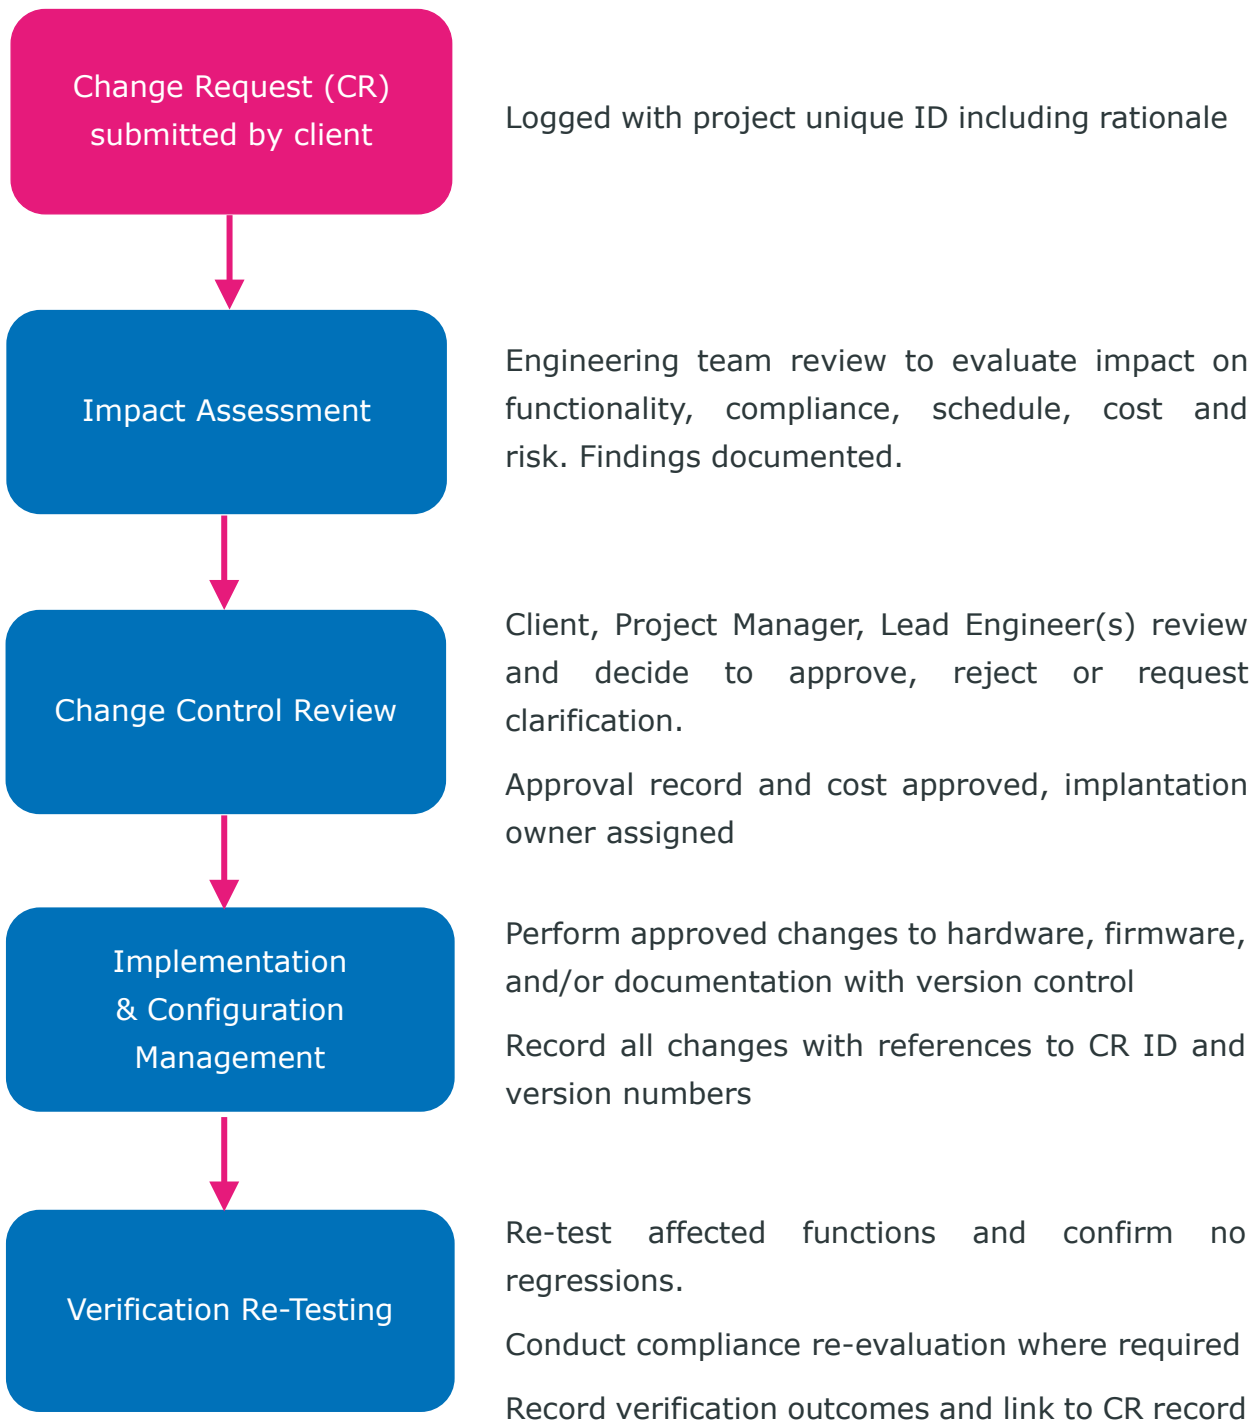 Change Request (CR)
submitted by client
Logged with project unique ID including rationale
Impact Assessment
Engineering team review to evaluate impact on
functionality, compliance, schedule, cost and
risk. Findings documented.
Change Control Review
Client, Project Manager, Lead Engineer(s) review
and decide to approve, reject or request
clarification.
Approval record and cost approved, implantation
owner assigned
Implementation
& Configuration
Management
Perform approved changes to hardware, firmware,
and/or documentation with version control
Record all changes with references to CR ID and
version numbers
Verification Re-Testing
Re-test affected functions and confirm no
regressions.
Conduct compliance re-evaluation where required
Record verification outcomes and link to CR record